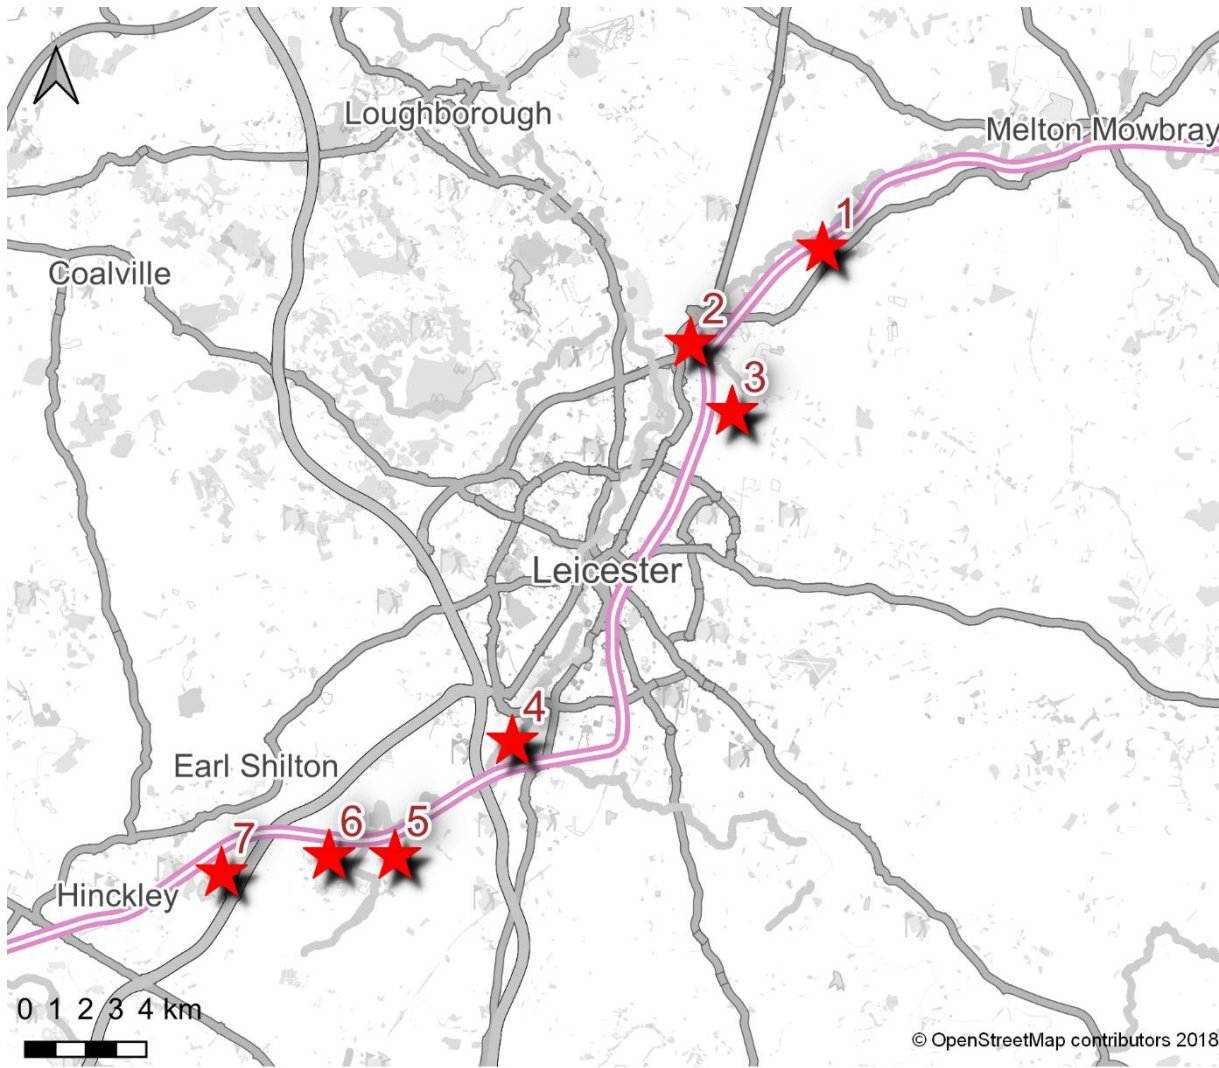 N
Loughborough
Melton Mowbray
1
Coalville
2
3
Leicester
4
Earl Shilton
6
5
7
Hinckley
0 1 2 3 4 km
© OpenStreetMap contributors 2018